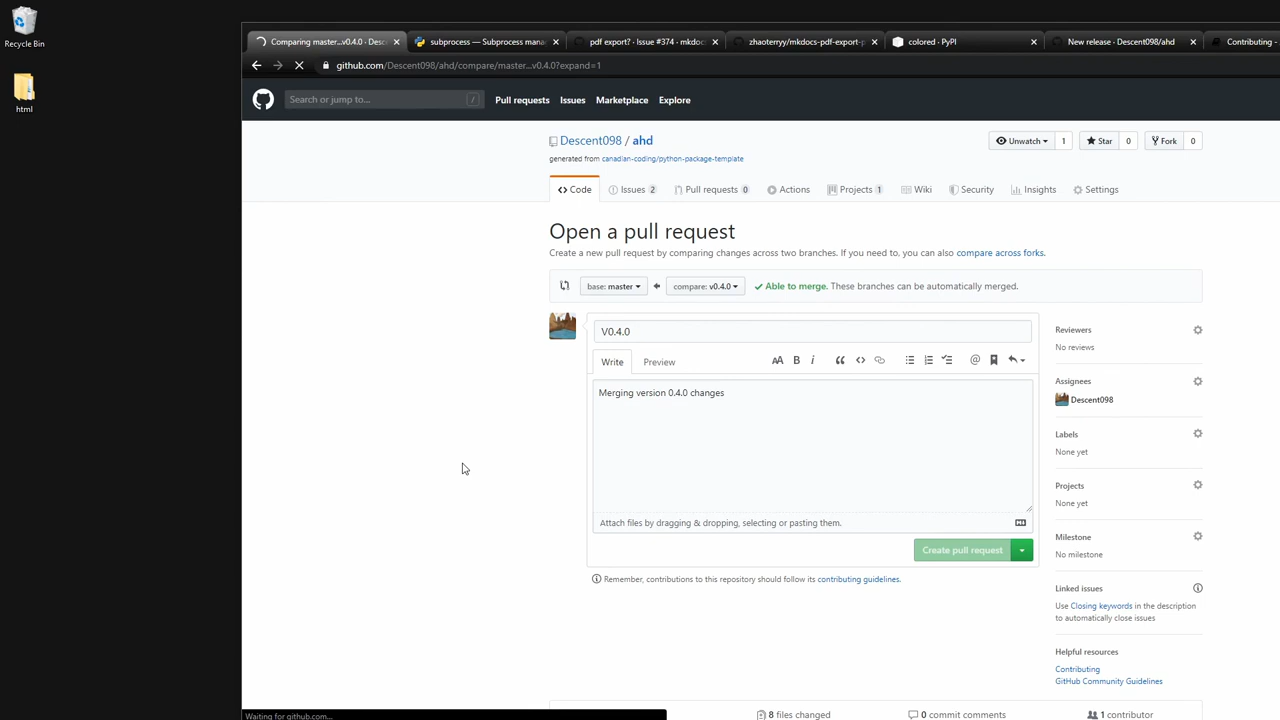 Recycle Bin
html
Comparing master...v0.4.0 · Desc
subprocess — Subprocess mana
pdf export? · Issue #374 · mkdoc
zhaoterryy/mkdocs-pdf-export-p
colored · PyPI
New release · Descent098/ahd
Contributing -
github.com/Descent098/ahd/compare/master...v0.4.0?expand=1
Search or jump to... /
Pull requests Issues Marketplace Explore
Descent098 / ahd
generated from canadian-coding/python-package-template
Unwatch 1 Star 0 Fork 0
Code Issues 2 Pull requests 0 Actions Projects 1 Wiki Security Insights Settings
Open a pull request
Create a new pull request by comparing changes across two branches. If you need to, you can also compare across forks.
base: master compare: v0.4.0 Able to merge. These branches can be automatically merged.
V0.4.0
Write Preview
Merging version 0.4.0 changes
Attach files by dragging & dropping, selecting or pasting them.
Create pull request
Remember, contributions to this repository should follow its contributing guidelines.
Reviewers
No reviews
Assignees
Descent098
Labels
None yet
Projects
None yet
Milestone
No milestone
Linked issues
Use Closing keywords in the description
to automatically close issues
Helpful resources
Contributing
GitHub Community Guidelines
8 files changed 0 commit comments 1 contributor
Waiting for github.com...